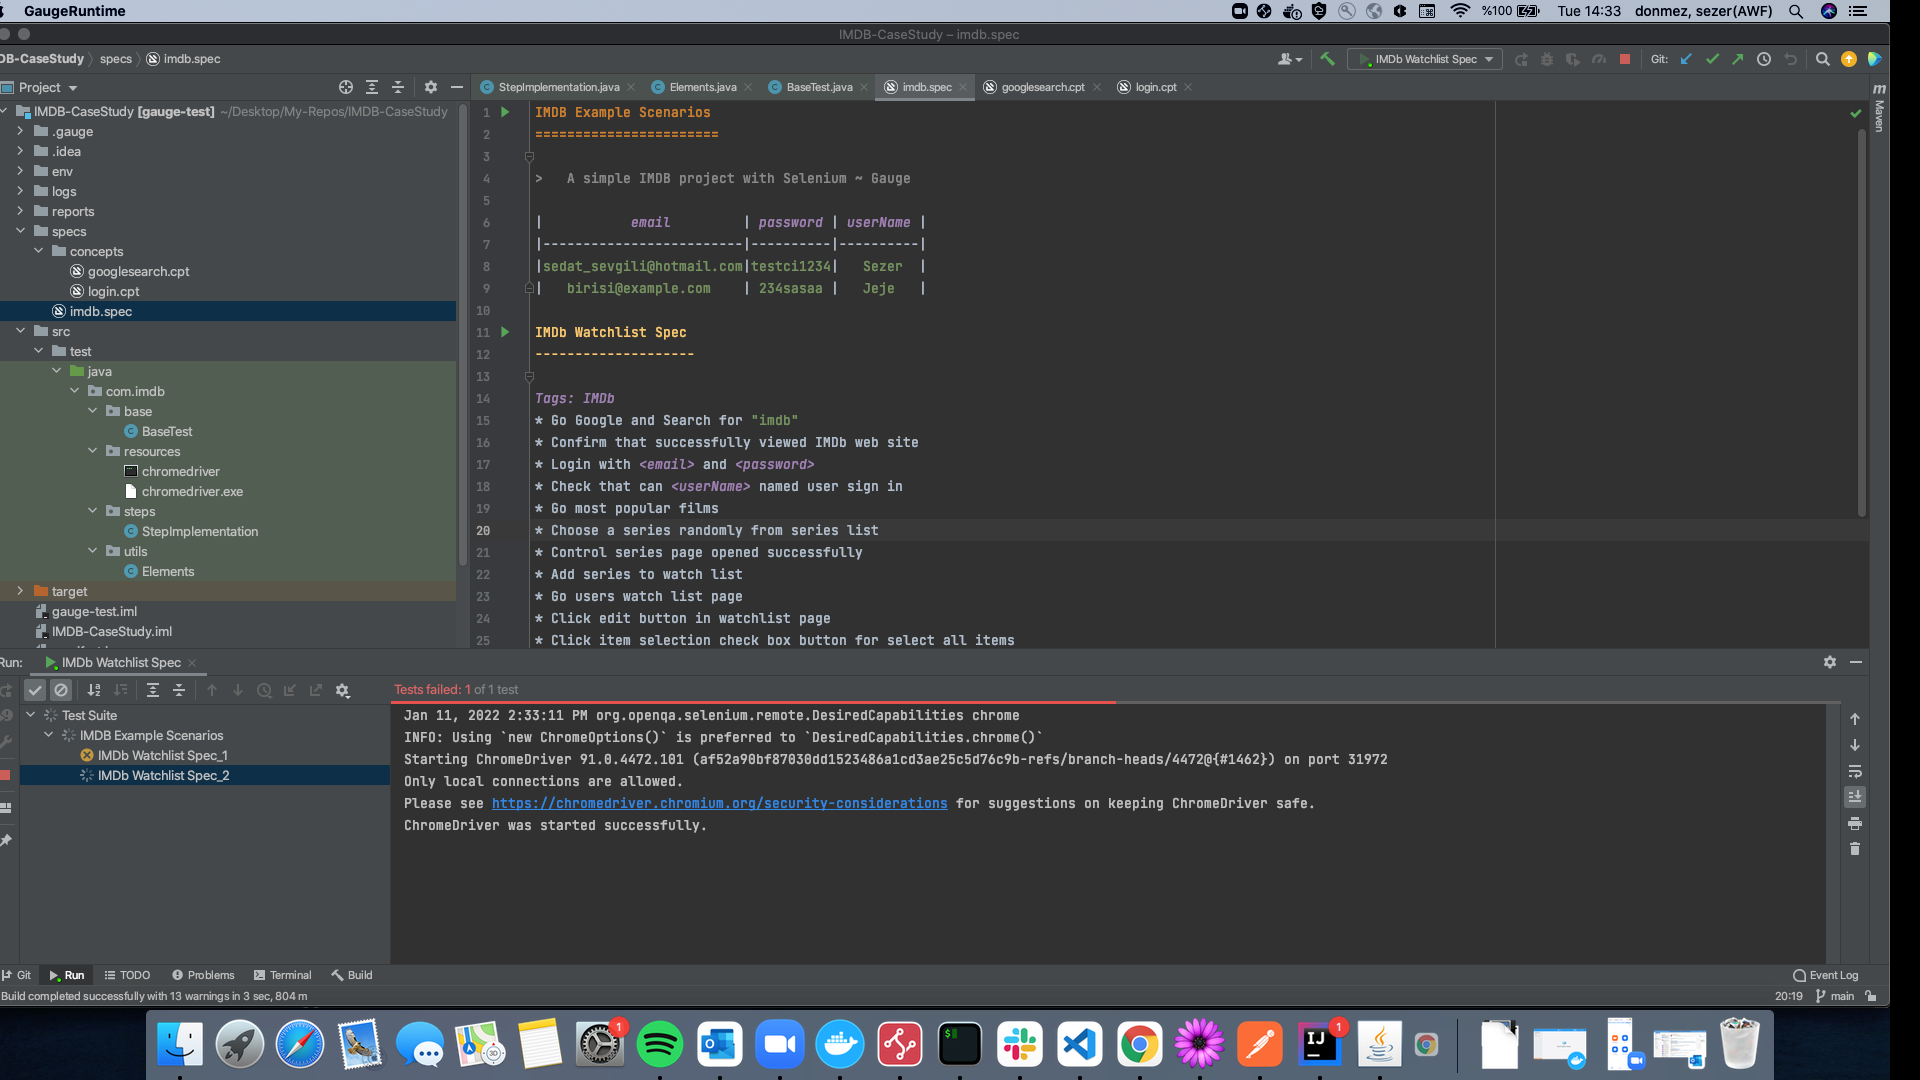 GaugeRuntime
%100
Tue 14:33
donmez, sezer(AWF)
IMDB-CaseStudy – imdb.spec
DB-CaseStudy
specs
imdb.spec
IMDB Watchlist Spec
Git:
Project
StepImplementation.java
Elements.java
BaseTest.java
imdb.spec
googlesearch.cpt
login.cpt
Maven
IMDB-CaseStudy [gauge-test] ~/Desktop/My-Repos/IMDB-CaseStudy
.gauge
.idea
env
logs
reports
specs
concepts
googlesearch.cpt
login.cpt
imdb.spec
src
test
java
com.imdb
base
BaseTest
resources
chromedriver
chromedriver.exe
steps
StepImplementation
utils
Elements
target
gauge-test.iml
IMDB-CaseStudy.iml
1 IMDB Example Scenarios
2 =======================
3
4 > A simple IMDB project with Selenium ~ Gauge
5
6 | email | password | userName |
7 |-------------------------|----------|----------|
8 |sedat_sevgili@hotmail.com|testci1234| Sezer |
9 | birisi@example.com | 234sasaa | Jeje |
10
11 IMDb Watchlist Spec
12 --------------------
13
14 Tags: IMDb
15 * Go Google and Search for "imdb"
16 * Confirm that successfully viewed IMDb web site
17 * Login with <email> and <password>
18 * Check that can <userName> named user sign in
19 * Go most popular films
20 * Choose a series randomly from series list
21 * Control series page opened successfully
22 * Add series to watch list
23 * Go users watch list page
24 * Click edit button in watchlist page
25 * Click item selection check box button for select all items
Run:
IMDb Watchlist Spec
Tests failed: 1 of 1 test
Test Suite
IMDB Example Scenarios
IMDb Watchlist Spec_1
IMDb Watchlist Spec_2
Jan 11, 2022 2:33:11 PM org.openqa.selenium.remote.DesiredCapabilities chrome
INFO: Using `new ChromeOptions()` is preferred to `DesiredCapabilities.chrome()`
Starting ChromeDriver 91.0.4472.101 (af52a90bf87030dd1523486a1cd3ae25c5d76c9b-refs/branch-heads/4472@{#1462}) on port 31972
Only local connections are allowed.
Please see https://chromedriver.chromium.org/security-considerations for suggestions on keeping ChromeDriver safe.
ChromeDriver was started successfully.
Git
Run
TODO
Problems
Terminal
Build
Event Log
Build completed successfully with 13 warnings in 3 sec, 804 m
20:19
main
1
1
IJ
$
3D